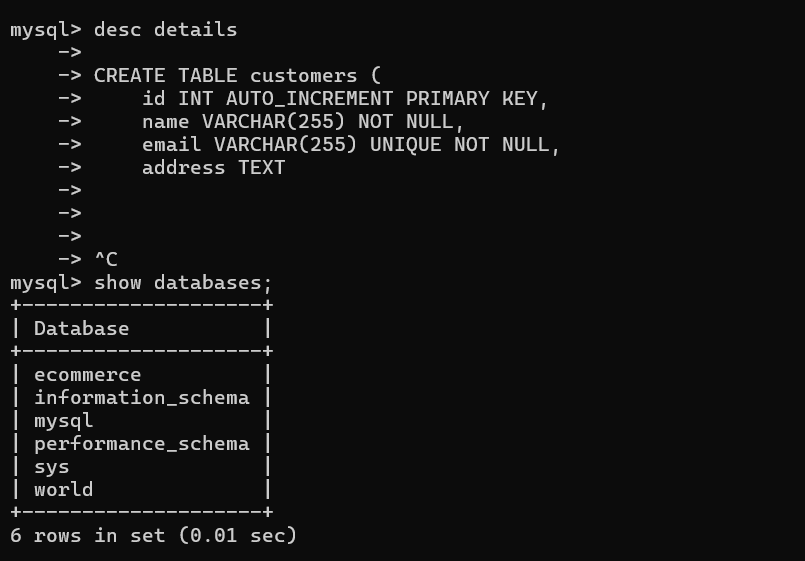 mysql> desc details
    ->
    -> CREATE TABLE customers (
    ->     id INT AUTO_INCREMENT PRIMARY KEY,
    ->     name VARCHAR(255) NOT NULL,
    ->     email VARCHAR(255) UNIQUE NOT NULL,
    ->     address TEXT
    ->
    ->
    ->
    -> ^C
mysql> show databases;
+--------------------+
| Database           |
+--------------------+
| ecommerce          |
| information_schema |
| mysql              |
| performance_schema |
| sys                |
| world              |
+--------------------+
6 rows in set (0.01 sec)